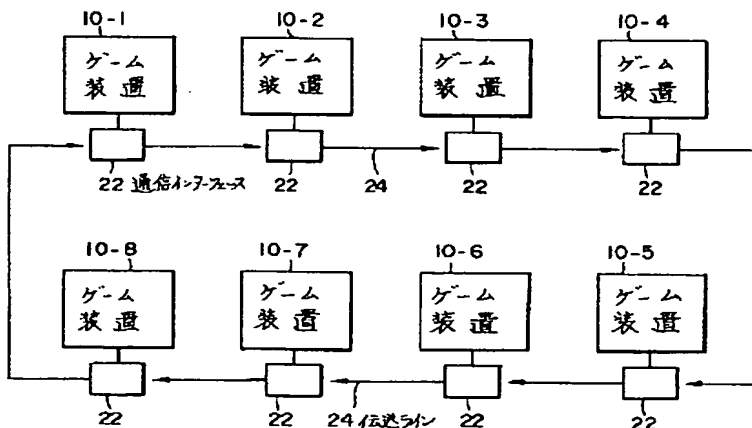 10-1 10-2 10-3 10-4
ゲーム ゲーム ゲーム ゲーム
装置 装置 装置 装置
22 通信インターフェース 22 24 22 22
10-8 10-7 10-6 10-5
ゲーム ゲーム ゲーム ゲーム
装置 装置 装置 装置
22 22 24 伝送ライン 22 22